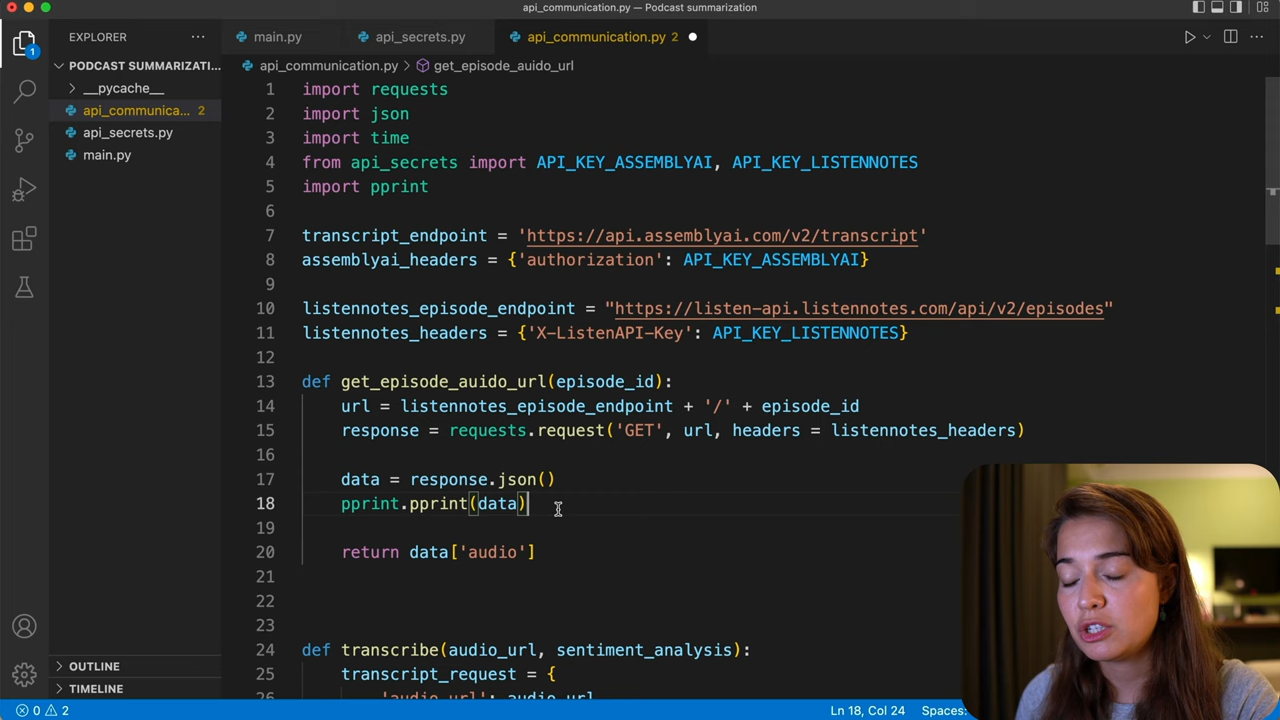 api_communication.py — Podcast summarization
EXPLORER
main.py
api_secrets.py
api_communication.py 2
PODCAST SUMMARIZATI...
api_communication.py > get_episode_auido_url
__pycache__
api_communica... 2
api_secrets.py
main.py
1 import requests
2 import json
3 import time
4 from api_secrets import API_KEY_ASSEMBLYAI, API_KEY_LISTENNOTES
5 import pprint
6
7 transcript_endpoint = 'https://api.assemblyai.com/v2/transcript'
8 assemblyai_headers = {'authorization': API_KEY_ASSEMBLYAI}
9
10 listennotes_episode_endpoint = "https://listen-api.listennotes.com/api/v2/episodes"
11 listennotes_headers = {'X-ListenAPI-Key': API_KEY_LISTENNOTES}
12
13 def get_episode_auido_url(episode_id):
14 url = listennotes_episode_endpoint + '/' + episode_id
15 response = requests.request('GET', url, headers = listennotes_headers)
16
17 data = response.json()
18 pprint.pprint(data)
19
20 return data['audio']
21
22
23
24 def transcribe(audio_url, sentiment_analysis):
25 transcript_request = {
26 'audio_url': audio_url,
1
OUTLINE
TIMELINE
0 2
Ln 18, Col 24
Spaces: